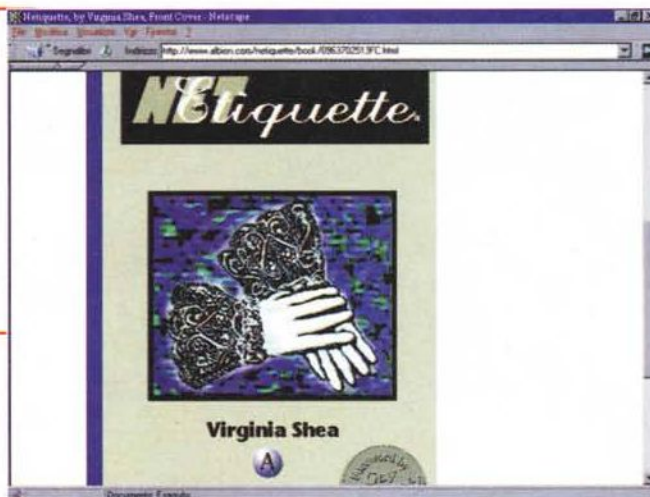 Netiquette, by Virginia Shea, Front Cover - Netscape
File Modifica Visualizza Vai Finestra ?
Segnalibri Indirizzo http://www.albion.com/netiquette/book/0963702513FC.html
NETiquette
Virginia Shea
A
by
Documento: Eseguito